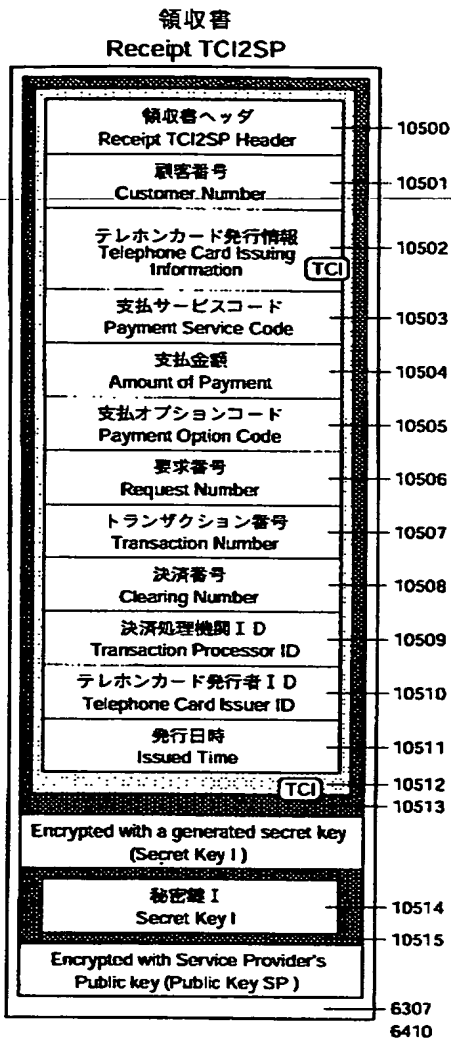 領収書
Receipt TCI2SP
領収書ヘッダ
Receipt TCI2SP Header
10500
顧客番号
Customer Number
10501
テレホンカード発行情報
Telephone Card Issuing
Information
TCI
10502
支払サービスコード
Payment Service Code
10503
支払金額
Amount of Payment
10504
支払オプションコード
Payment Option Code
10505
要求番号
Request Number
10506
トランザクション番号
Transaction Number
10507
決済番号
Clearing Number
10508
決済処理機関ID
Transaction Processor ID
10509
テレホンカード発行者ID
Telephone Card Issuer ID
10510
発行日時
Issued Time
10511
TCI
10512
10513
Encrypted with a generated secret key
(Secret Key I)
秘密鍵 I
Secret Key I
10514
10515
Encrypted with Service Provider's
Public key (Public Key SP)
6307
6410